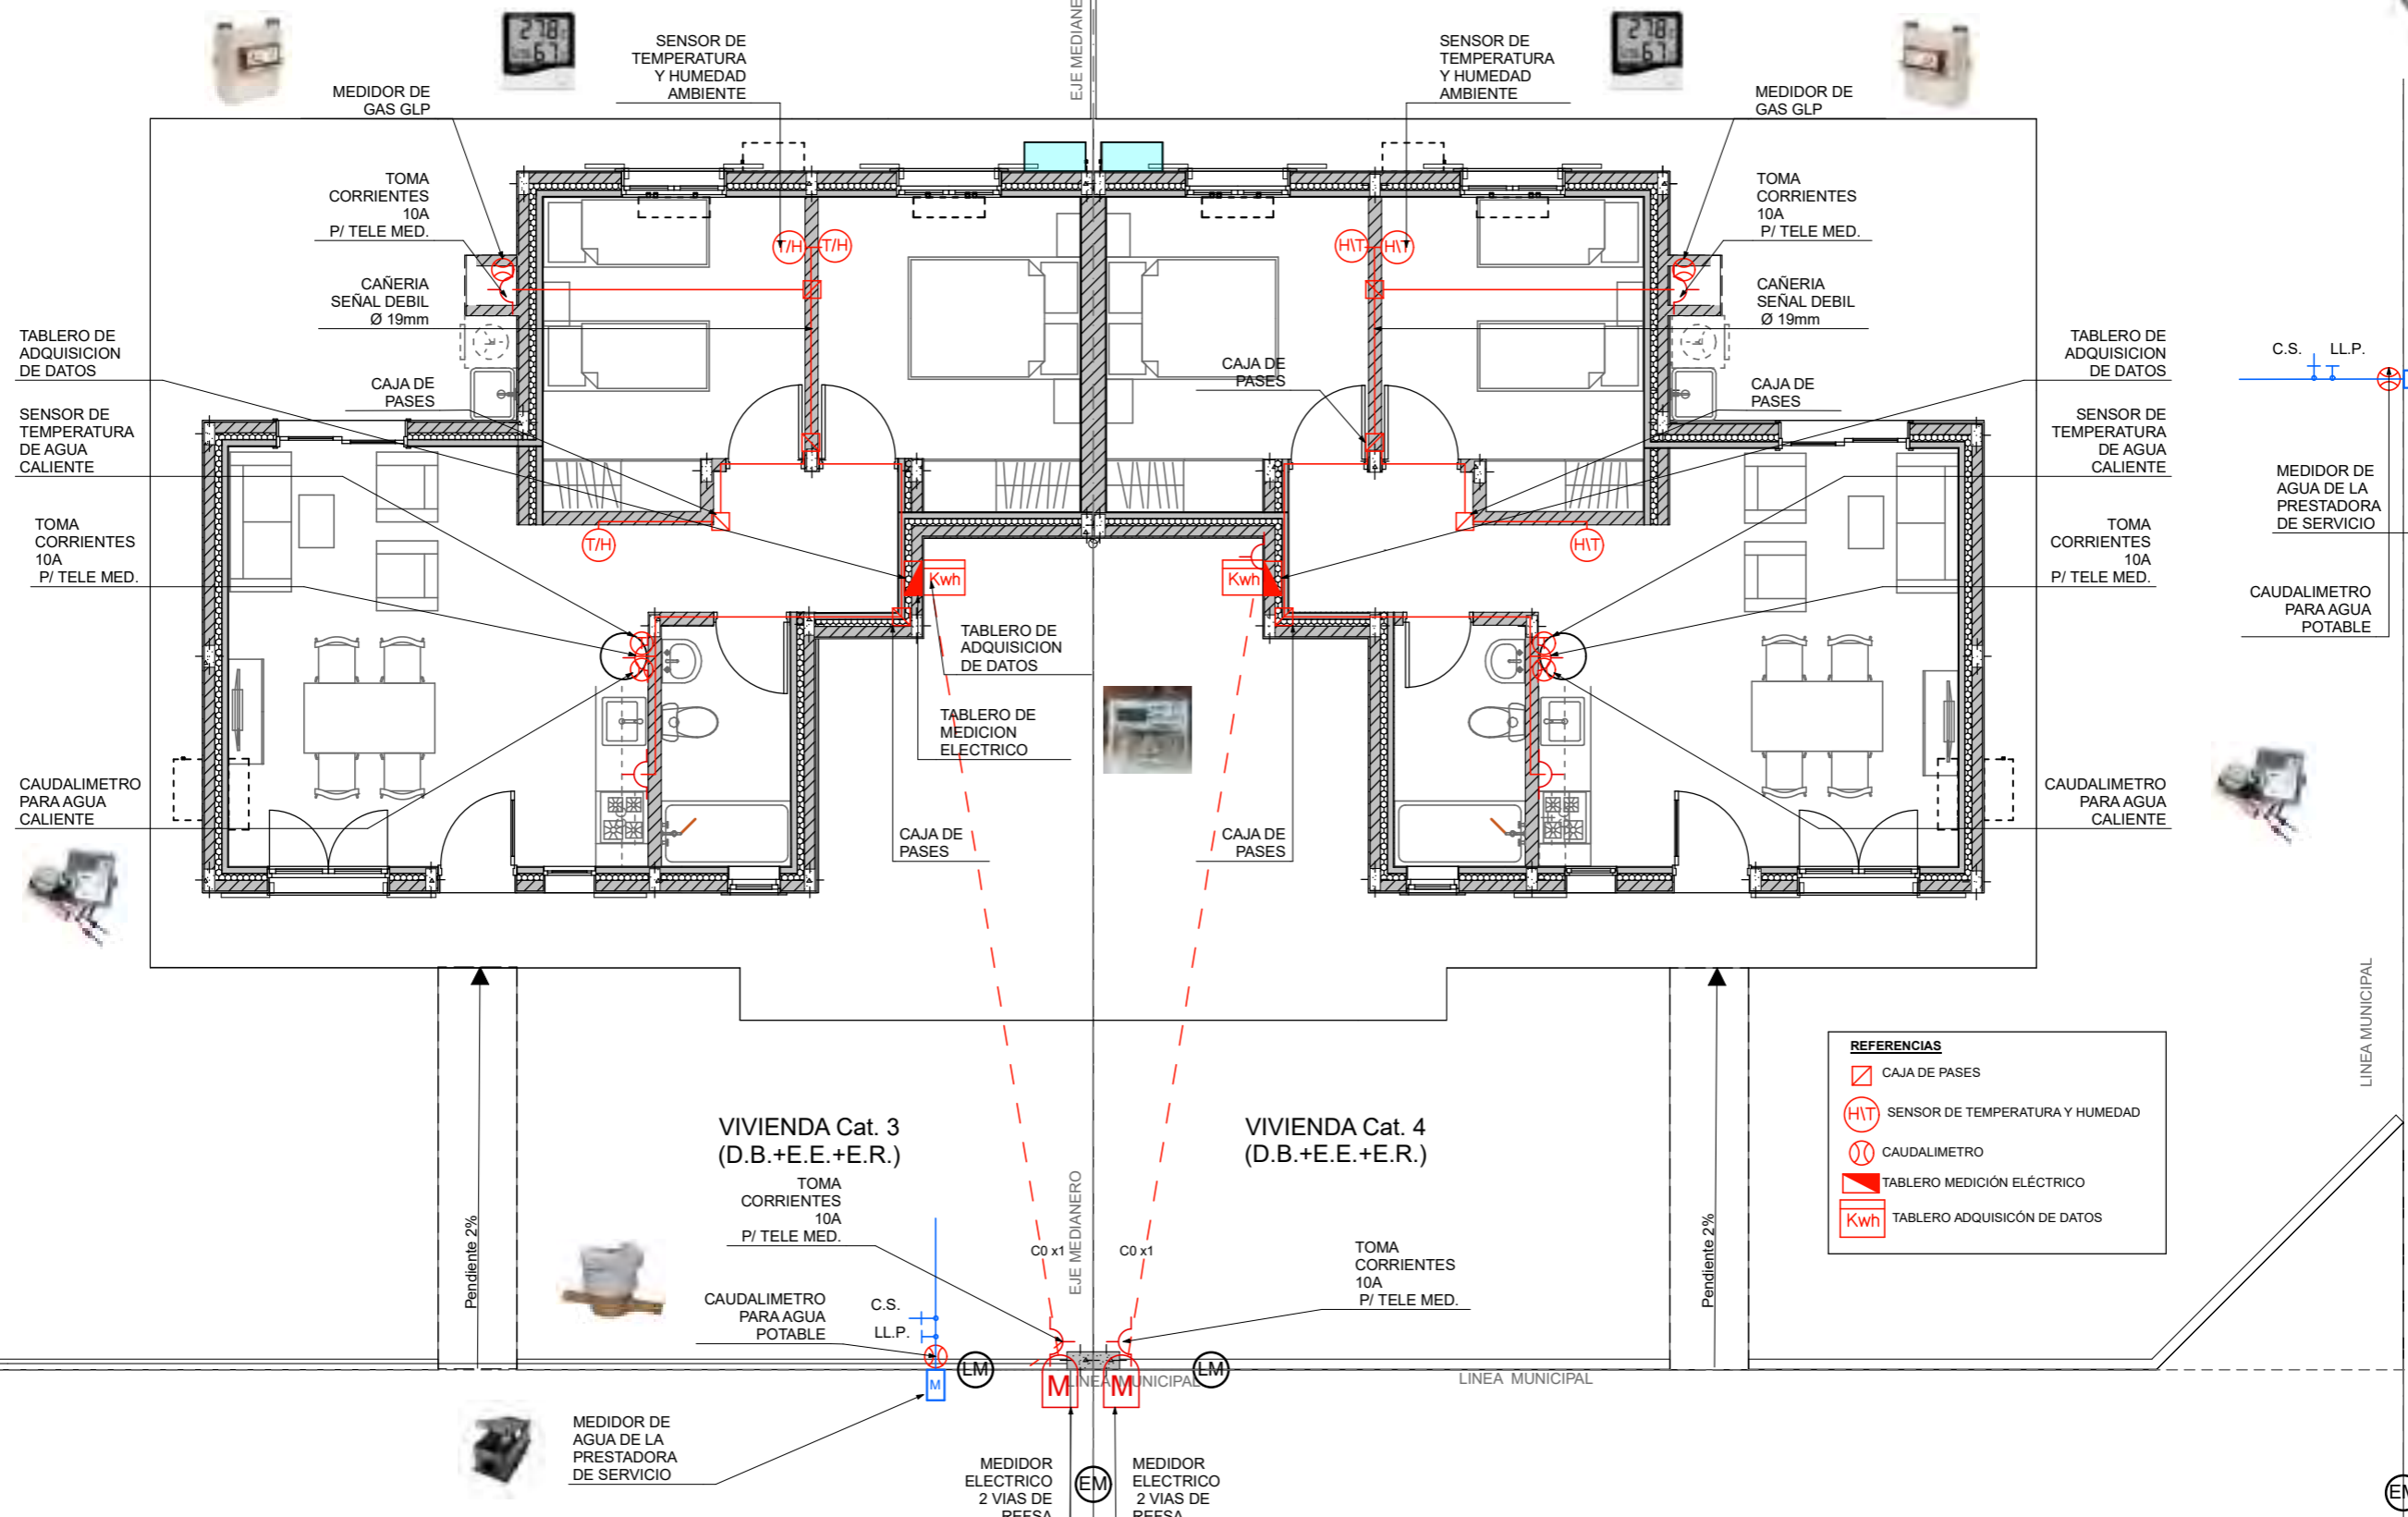 EJE MEDIANE
SENSOR DE
TEMPERATURA
Y HUMEDAD
AMBIENTE
SENSOR DE
TEMPERATURA
Y HUMEDAD
AMBIENTE
MEDIDOR DE
GAS GLP
MEDIDOR DE
GAS GLP
TOMA
CORRIENTES
10A
P/ TELE MED.
TOMA
CORRIENTES
10A
P/ TELE MED.
T/H
T/H
H\T
H\T
CAÑERIA
SEÑAL DEBIL
Ø 19mm
CAÑERIA
SEÑAL DEBIL
Ø 19mm
TABLERO DE
ADQUISICION
DE DATOS
CAJA DE
PASES
CAJA DE
PASES
CAJA DE
PASES
TABLERO DE
ADQUISICION
DE DATOS
C.S.
LL.P.
SENSOR DE
TEMPERATURA
DE AGUA
CALIENTE
SENSOR DE
TEMPERATURA
DE AGUA
CALIENTE
MEDIDOR DE
AGUA DE LA
PRESTADORA
DE SERVICIO
TOMA
CORRIENTES
10A
P/ TELE MED.
T/H
H\T
TOMA
CORRIENTES
10A
P/ TELE MED.
Kwh
Kwh
CAUDALIMETRO
PARA AGUA
POTABLE
TABLERO DE
ADQUISICION
DE DATOS
TABLERO DE
MEDICION
ELECTRICO
CAUDALIMETRO
PARA AGUA
CALIENTE
CAUDALIMETRO
PARA AGUA
CALIENTE
CAJA DE
PASES
CAJA DE
PASES
LINEA MUNICIPAL
REFERENCIAS
CAJA DE PASES
H\T SENSOR DE TEMPERATURA Y HUMEDAD
CAUDALIMETRO
TABLERO MEDICIÓN ELÉCTRICO
Kwh TABLERO ADQUISICÓN DE DATOS
VIVIENDA Cat. 3
(D.B.+E.E.+E.R.)
VIVIENDA Cat. 4
(D.B.+E.E.+E.R.)
TOMA
CORRIENTES
10A
P/ TELE MED.
EJE MEDIANERO
C0 x1
C0 x1
TOMA
CORRIENTES
10A
P/ TELE MED.
Pendiente 2%
Pendiente 2%
CAUDALIMETRO
PARA AGUA
POTABLE
C.S.
LL.P.
LM
LM
M
M
M
LINEA MUNICIPAL
LINEA MUNICIPAL
MEDIDOR DE
AGUA DE LA
PRESTADORA
DE SERVICIO
MEDIDOR
ELECTRICO
2 VIAS DE
REFSA
EM
MEDIDOR
ELECTRICO
2 VIAS DE
REFSA
EM